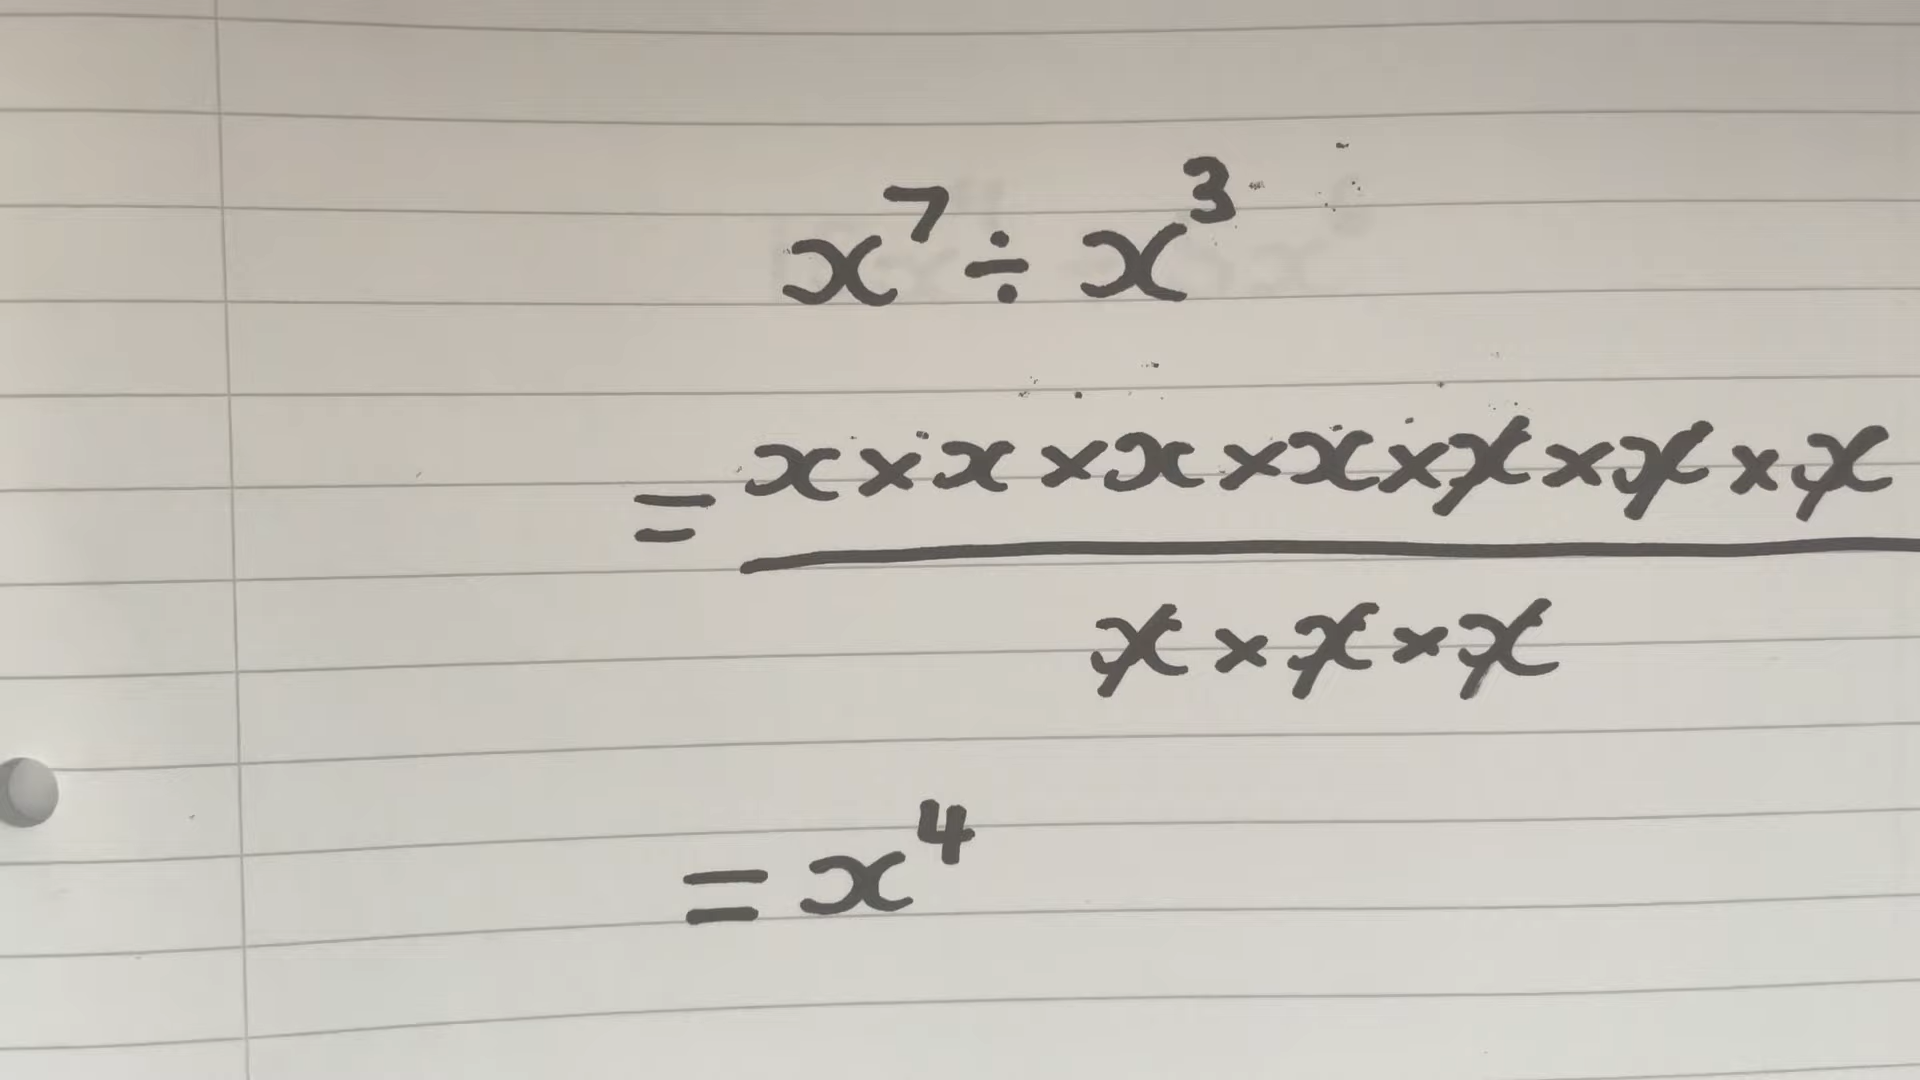 x⁷ ÷ x³
= x × x × x × x × x × x × x
x × x × x
= x⁴